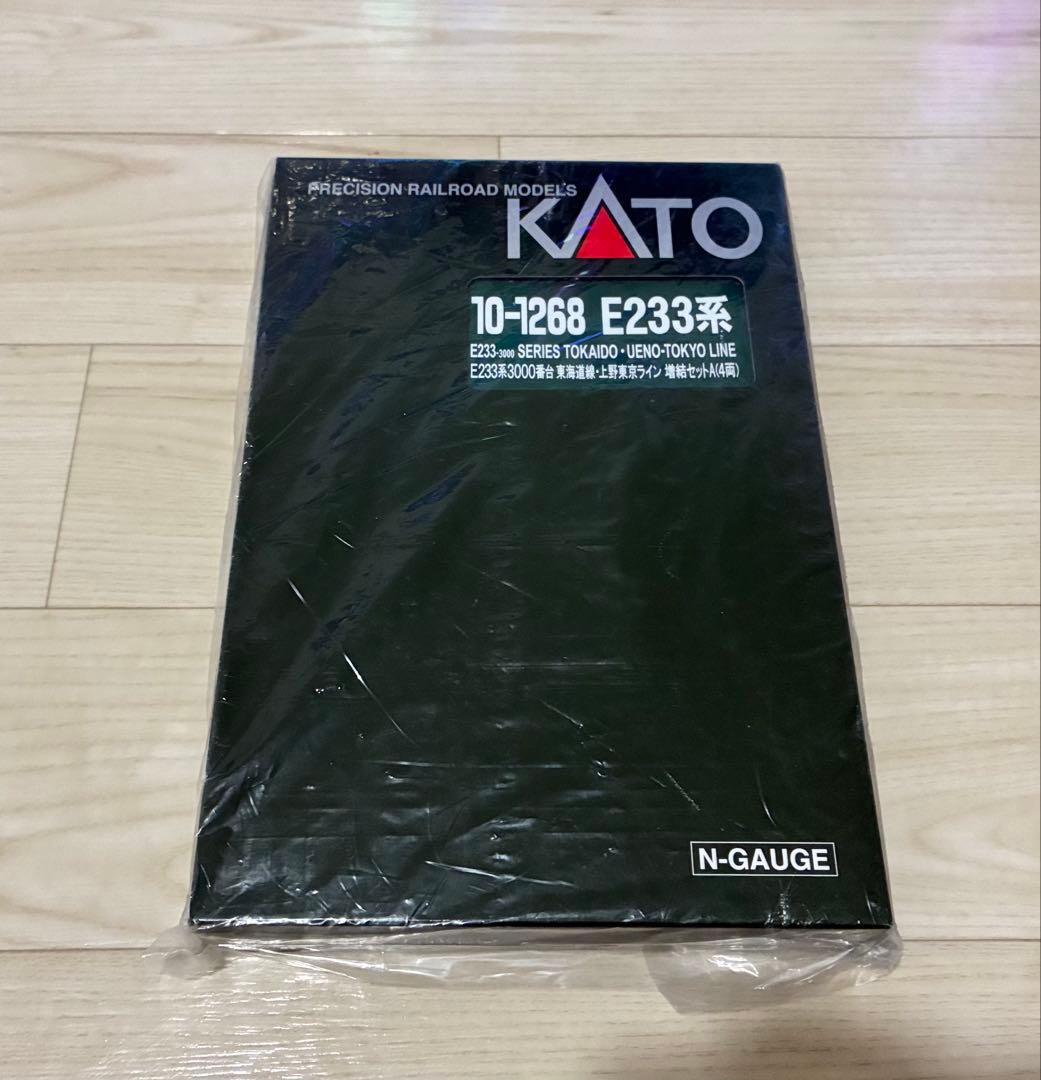 PRECISION RAILROAD MODELS
KATO
10-1268 E233系
E233-3000 SERIES TOKAIDO・UENO-TOKYO LINE
E233系3000番台 東海道線・上野東京ライン 増結セットA(4両)
N-GAUGE